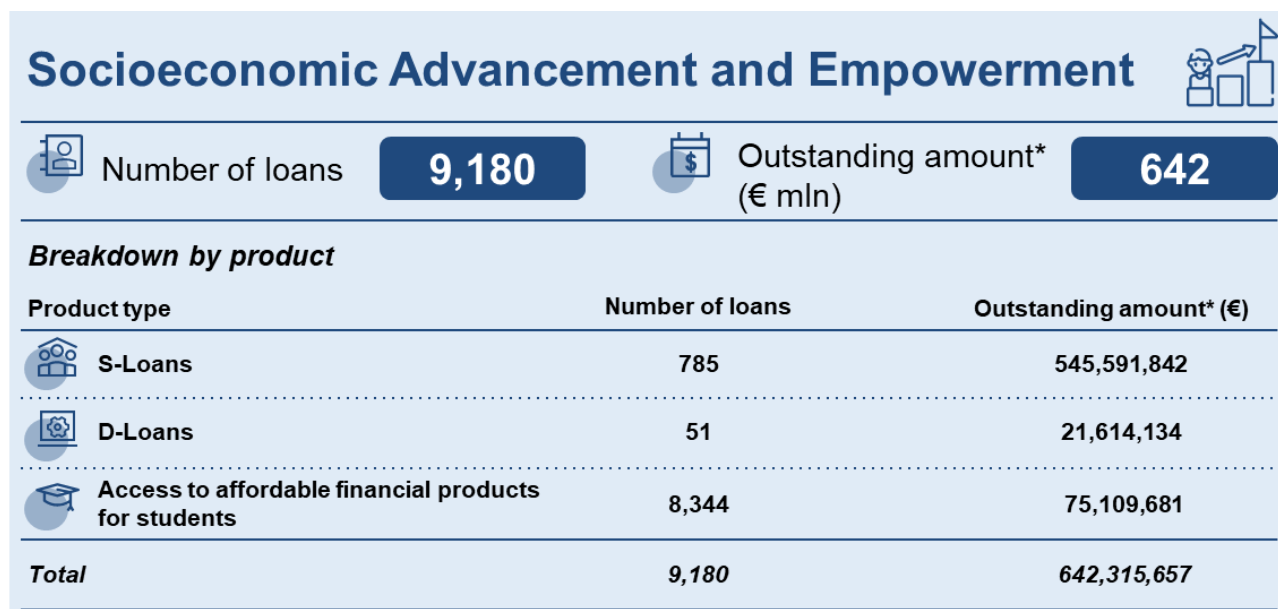 Socioeconomic Advancement and Empowerment
Number of loans
9,180
Outstanding amount*
(€ mln)
642
Breakdown by product
Product type Number of loans Outstanding amount* (€)
S-Loans 785 545,591,842
D-Loans 51 21,614,134
Access to affordable financial products
for students 8,344 75,109,681
Total 9,180 642,315,657